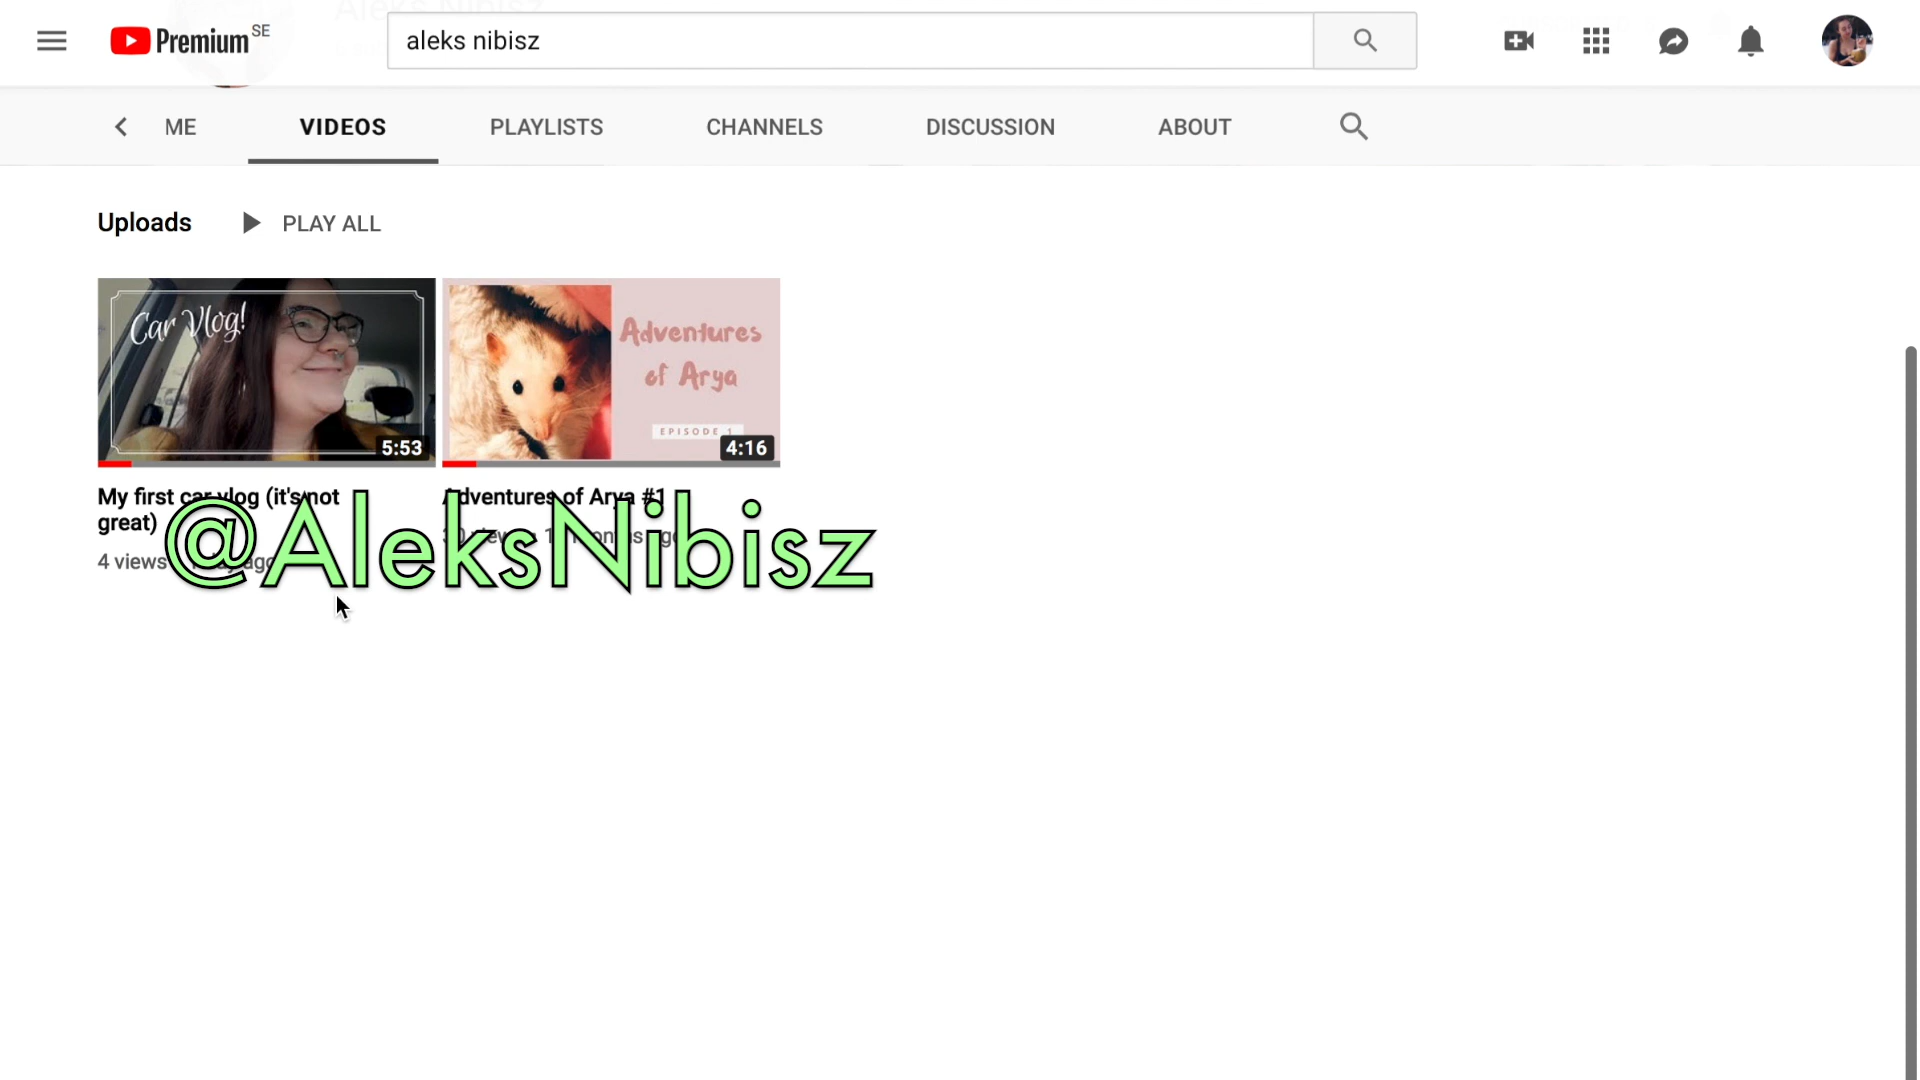 Aleks Nibisz
Premium SE
aleks nibisz
ME
VIDEOS
PLAYLISTS
CHANNELS
DISCUSSION
ABOUT
Uploads
PLAY ALL
Car Vlog!
5:53
Adventures
of Arya
EPISODE 1
4:16
My first car vlog (it's not
great)
4 views
Adventures of Arya #1
@AleksNibisz